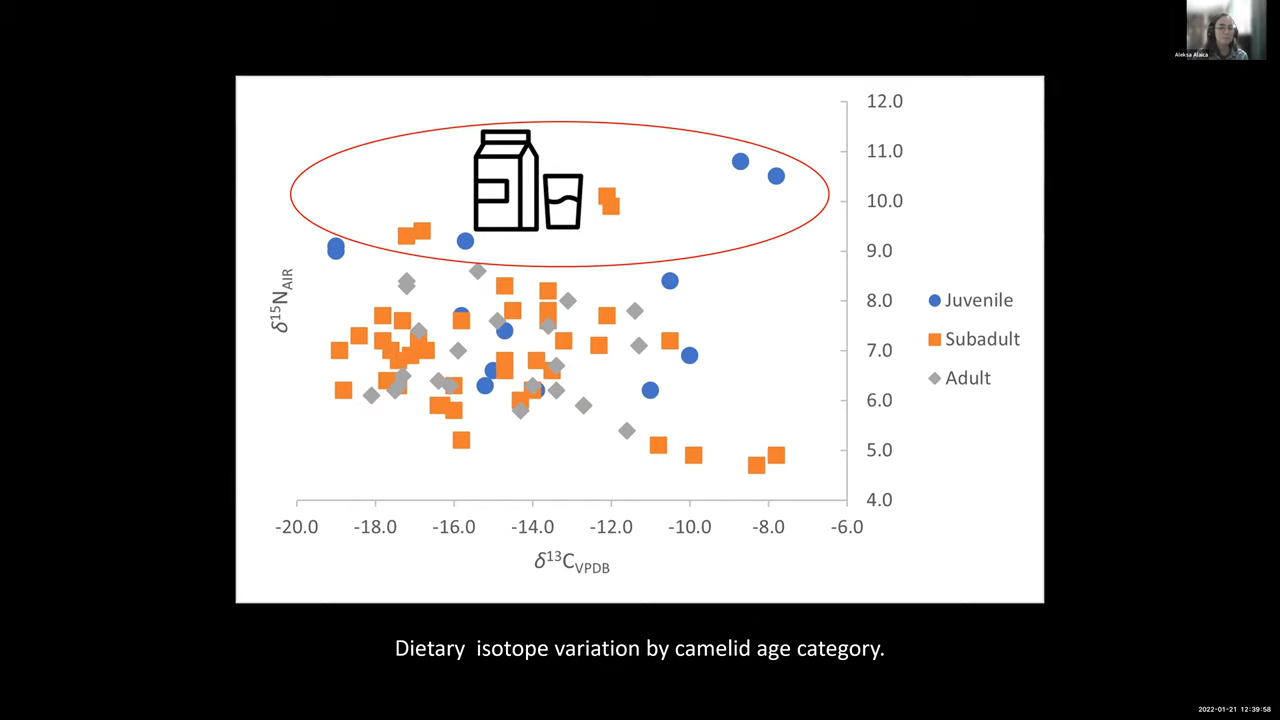 Aleksa Alaica
12.0
11.0
10.0
9.0
8.0
7.0
6.0
5.0
4.0
δ15NAIR
Juvenile
Subadult
Adult
-20.0 -18.0 -16.0 -14.0 -12.0 -10.0 -8.0 -6.0
δ13CVPDB
Dietary isotope variation by camelid age category.
2022-01-21 12:39:58